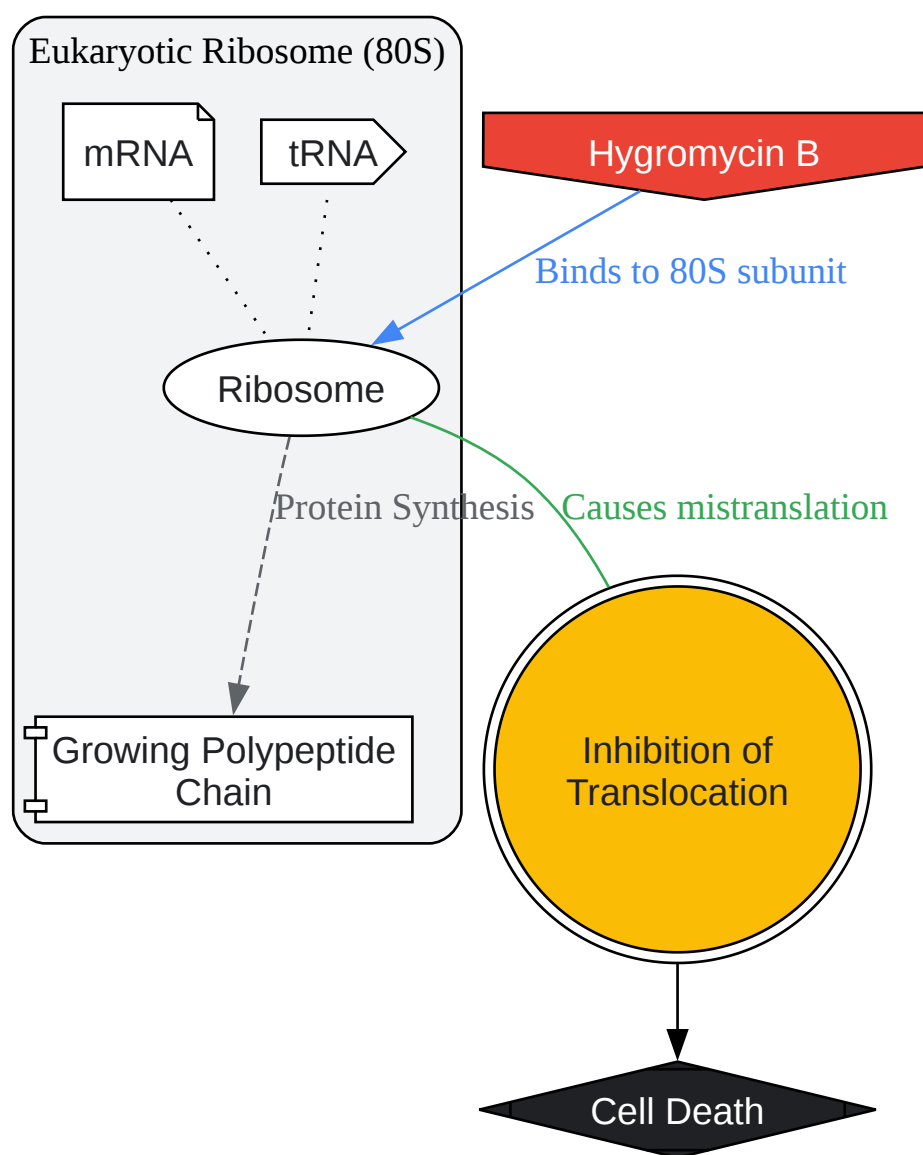 Eukaryotic Ribosome (80S)
mRNA
tRNA
Hygromycin B
Binds to 80S subunit
Ribosome
Protein Synthesis
Causes mistranslation
Growing Polypeptide
Chain
Inhibition of
Translocation
Cell Death